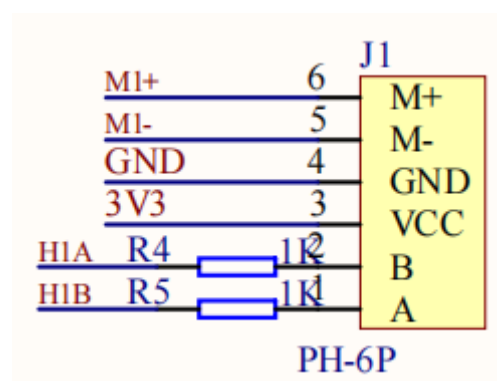 J1
M1+ 6 M+
M1- 5 M-
GND 4 GND
3V3 3 VCC
H1A R4 1K 2 B
H1B R5 1K 1 A
PH-6P